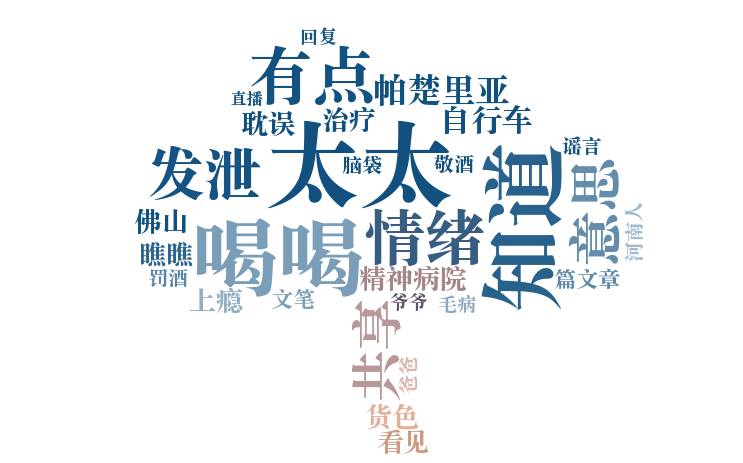 回复
有点
帕楚里亚
直播
耽误
治疗
自行车
发泄
太太
脑袋
敬酒
知道
谣言
意思
佛山
喝喝
情绪
河南人
瞧瞧
罚酒
精神病院
篇文章
上瘾
文笔
爷爷
毛病
共享
爸爸
货色
看见